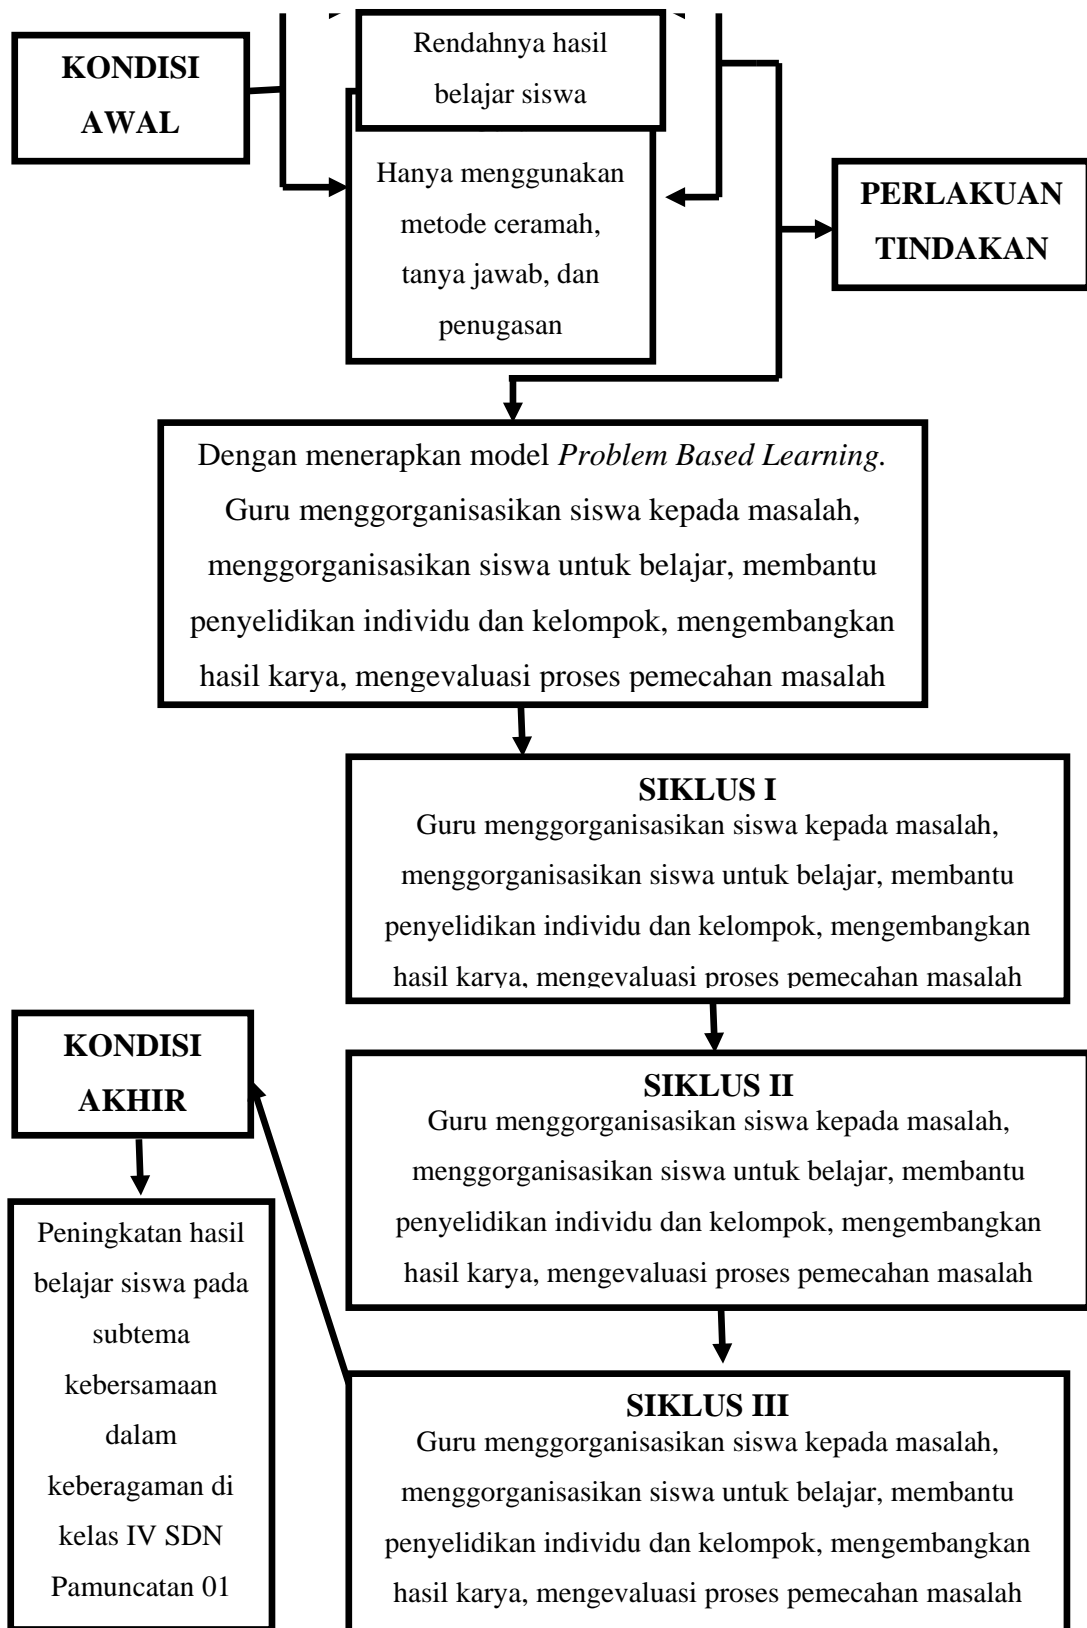 KONDISI
AWAL
Rendahnya hasil
belajar siswa
Hanya menggunakan
metode ceramah,
tanya jawab, dan
penugasan
PERLAKUAN
TINDAKAN
Dengan menerapkan model Problem Based Learning.
Guru menggorganisasikan siswa kepada masalah,
menggorganisasikan siswa untuk belajar, membantu
penyelidikan individu dan kelompok, mengembangkan
hasil karya, mengevaluasi proses pemecahan masalah
SIKLUS I
Guru menggorganisasikan siswa kepada masalah,
menggorganisasikan siswa untuk belajar, membantu
penyelidikan individu dan kelompok, mengembangkan
hasil karya, mengevaluasi proses pemecahan masalah
SIKLUS II
Guru menggorganisasikan siswa kepada masalah,
menggorganisasikan siswa untuk belajar, membantu
penyelidikan individu dan kelompok, mengembangkan
hasil karya, mengevaluasi proses pemecahan masalah
SIKLUS III
Guru menggorganisasikan siswa kepada masalah,
menggorganisasikan siswa untuk belajar, membantu
penyelidikan individu dan kelompok, mengembangkan
hasil karya, mengevaluasi proses pemecahan masalah
KONDISI
AKHIR
Peningkatan hasil
belajar siswa pada
subtema
kebersamaan
dalam
keberagaman di
kelas IV SDN
Pamuncatan 01